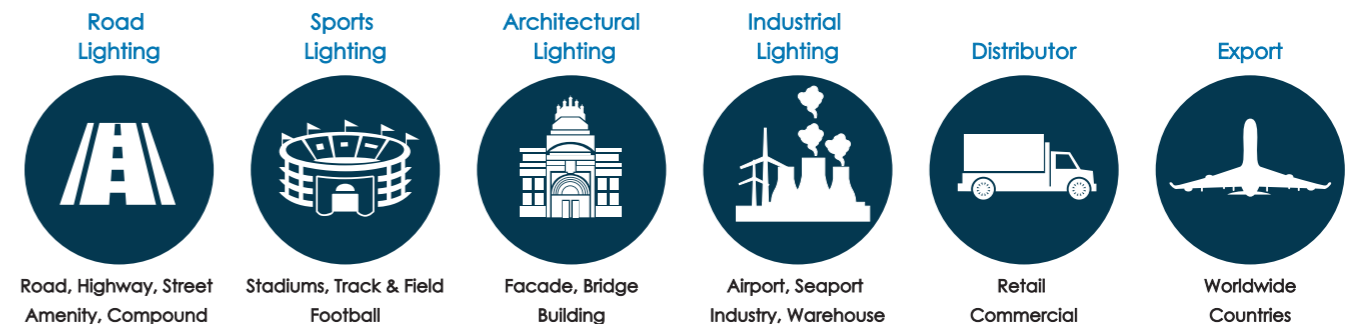 Road
Lighting
Sports
Lighting
Architectural
Lighting
Industrial
Lighting
Distributor
Export
Road, Highway, Street
Amenity, Compound
Stadiums, Track & Field
Football
Facade, Bridge
Building
Airport, Seaport
Industry, Warehouse
Retail
Commercial
Worldwide
Countries